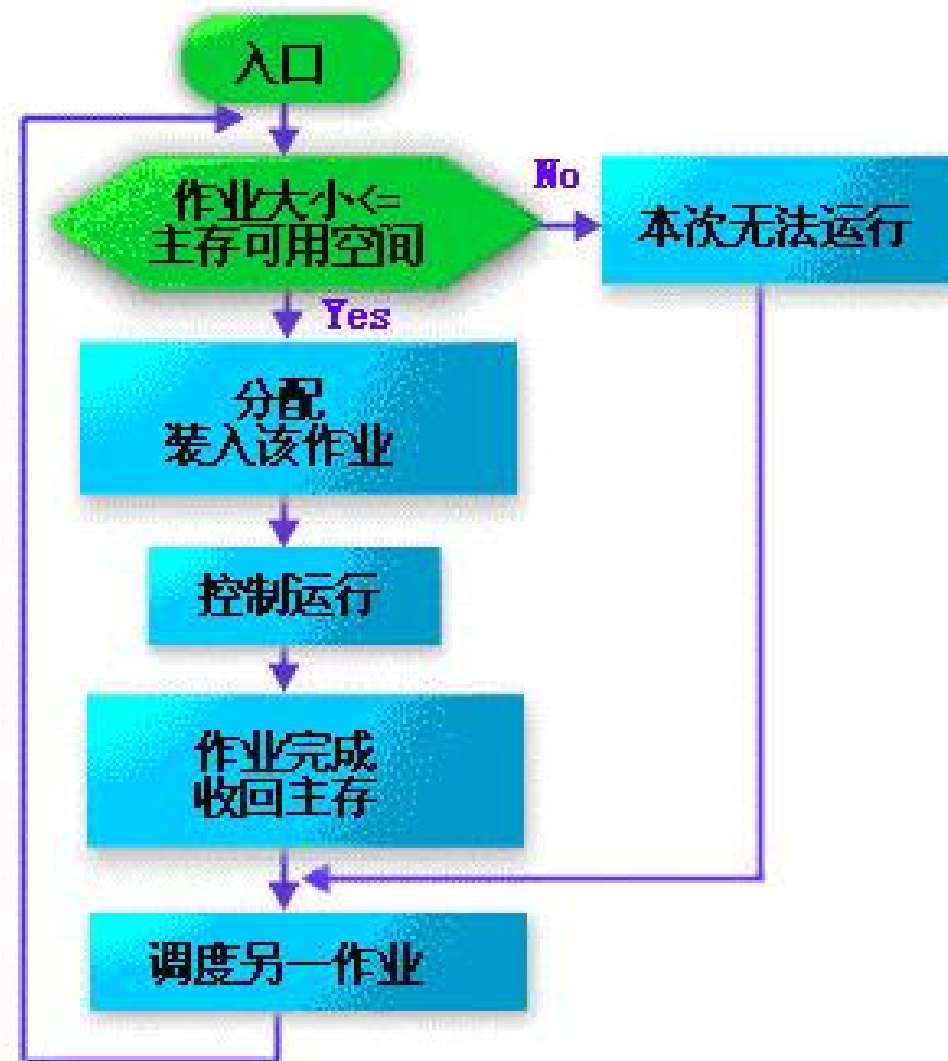 入口
作业大小<=
主存可用空间
No
本次无法运行
Yes
分配
装入该作业
控制运行
作业完成
收回主存
调度另一作业